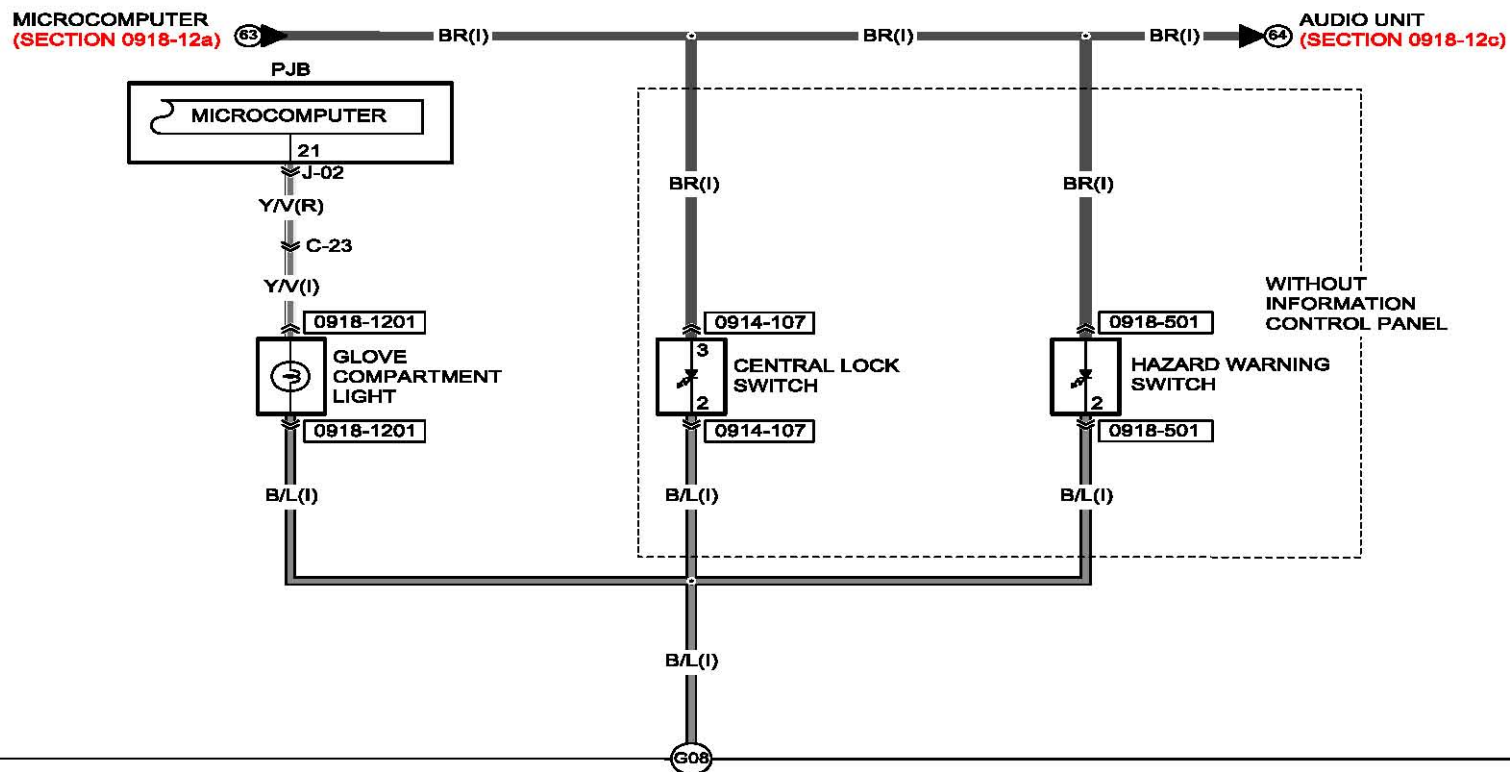 MICROCOMPUTER
(SECTION 0918-12a)
63
BR(I)
BR(I)
BR(I)
64
AUDIO UNIT
(SECTION 0918-12c)
PJB
MICROCOMPUTER
21
J-02
Y/V(R)
C-23
Y/V(I)
BR(I)
BR(I)
WITHOUT
INFORMATION
CONTROL PANEL
0918-1201
GLOVE
COMPARTMENT
LIGHT
0918-1201
0914-107
3
CENTRAL LOCK
SWITCH
2
0914-107
0918-501
HAZARD WARNING
SWITCH
2
0918-501
B/L(I)
B/L(I)
B/L(I)
B/L(I)
G08